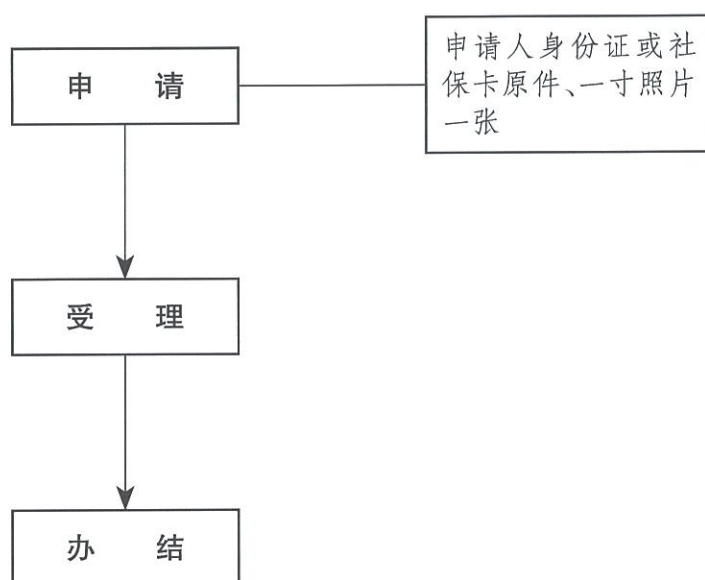 申 请
申请人身份证或社
保卡原件、一寸照片
一张
受 理
办 结